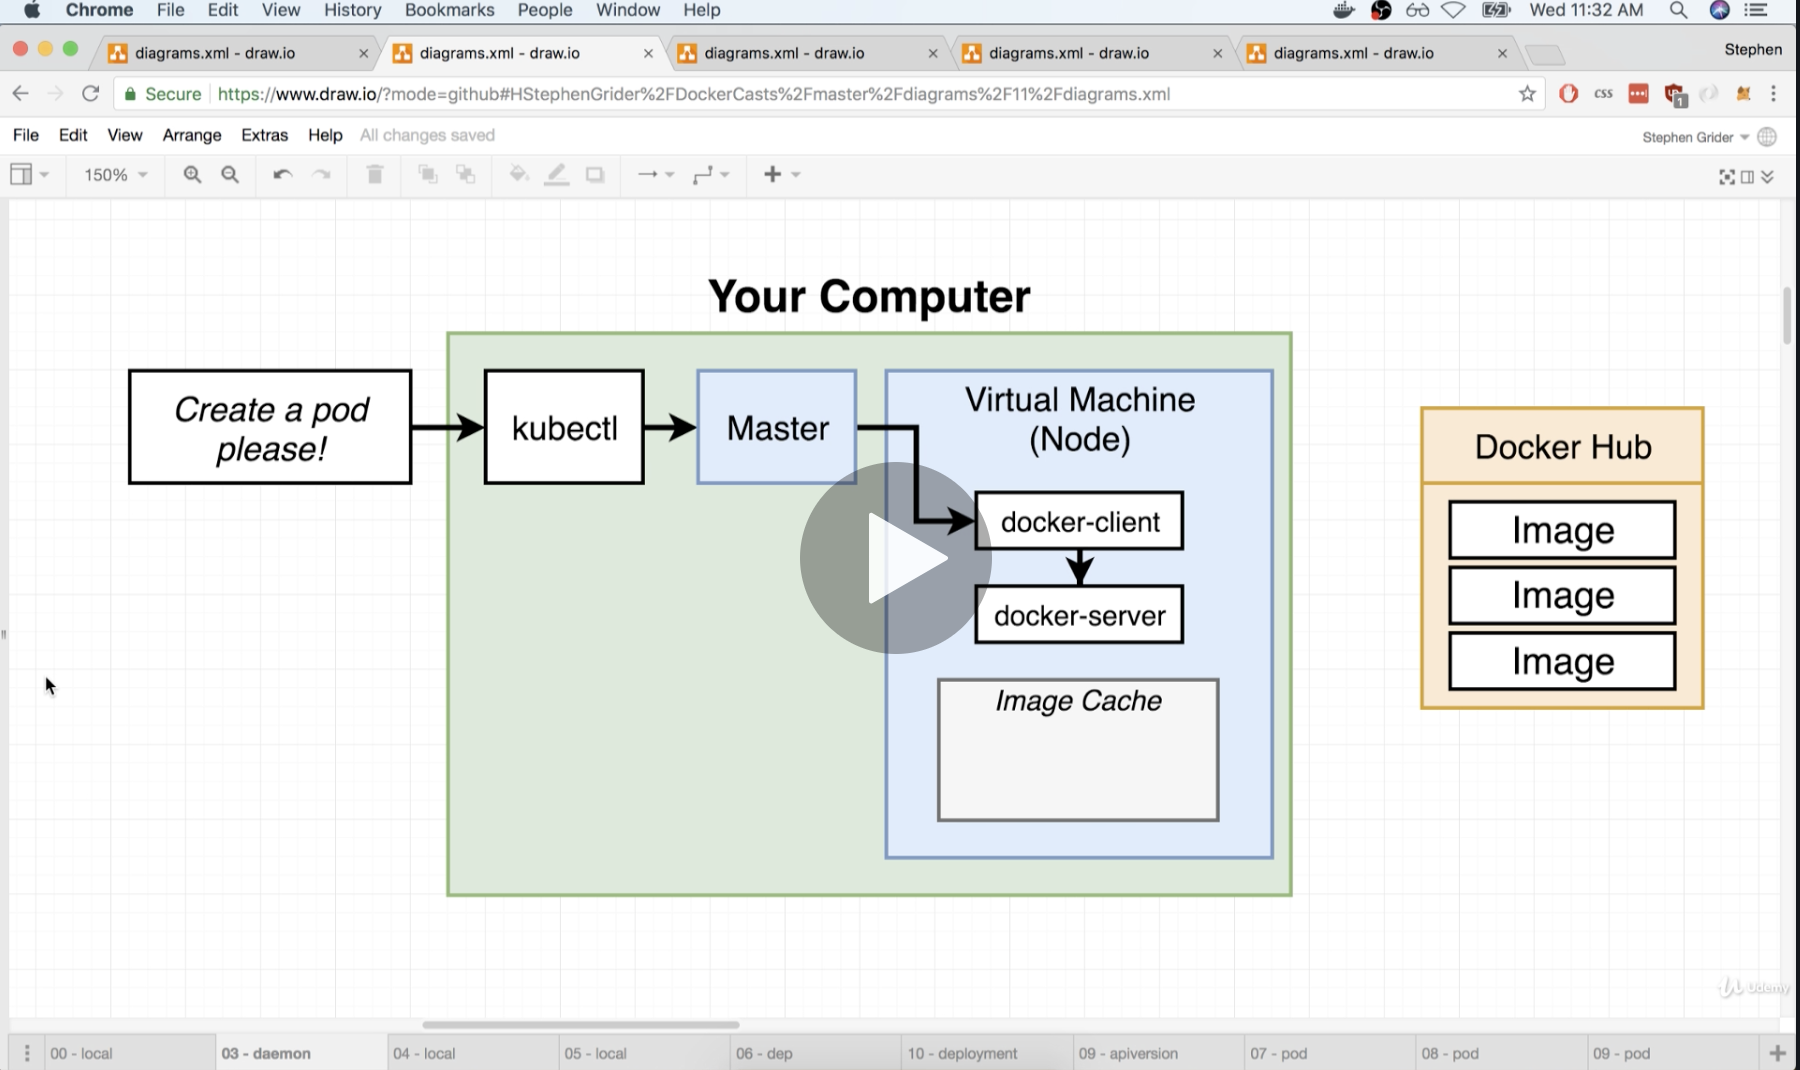 Chrome File Edit View History Bookmarks People Window Help Wed 11:32 AM
diagrams.xml - draw.io diagrams.xml - draw.io diagrams.xml - draw.io diagrams.xml - draw.io diagrams.xml - draw.io Stephen
Secure https://www.draw.io/?mode=github#HStephenGrider%2FDockerCasts%2Fmaster%2Fdiagrams%2F11%2Fdiagrams.xml css 1
File Edit View Arrange Extras Help All changes saved Stephen Grider
150%
Your Computer
Create a pod
please!
kubectl
Master
Virtual Machine
(Node)
docker-client
docker-server
Image Cache
Docker Hub
Image
Image
Image
Udemy
00 - local 03 - daemon 04 - local 05 - local 06 - dep 10 - deployment 09 - apiversion 07 - pod 08 - pod 09 - pod